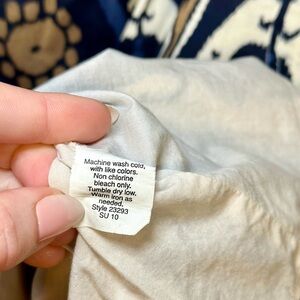 Machine wash cold,
with like colors.
Non chlorine
bleach only.
Tumble dry low.
Warm iron as
needed.
Style 23293
SU 10